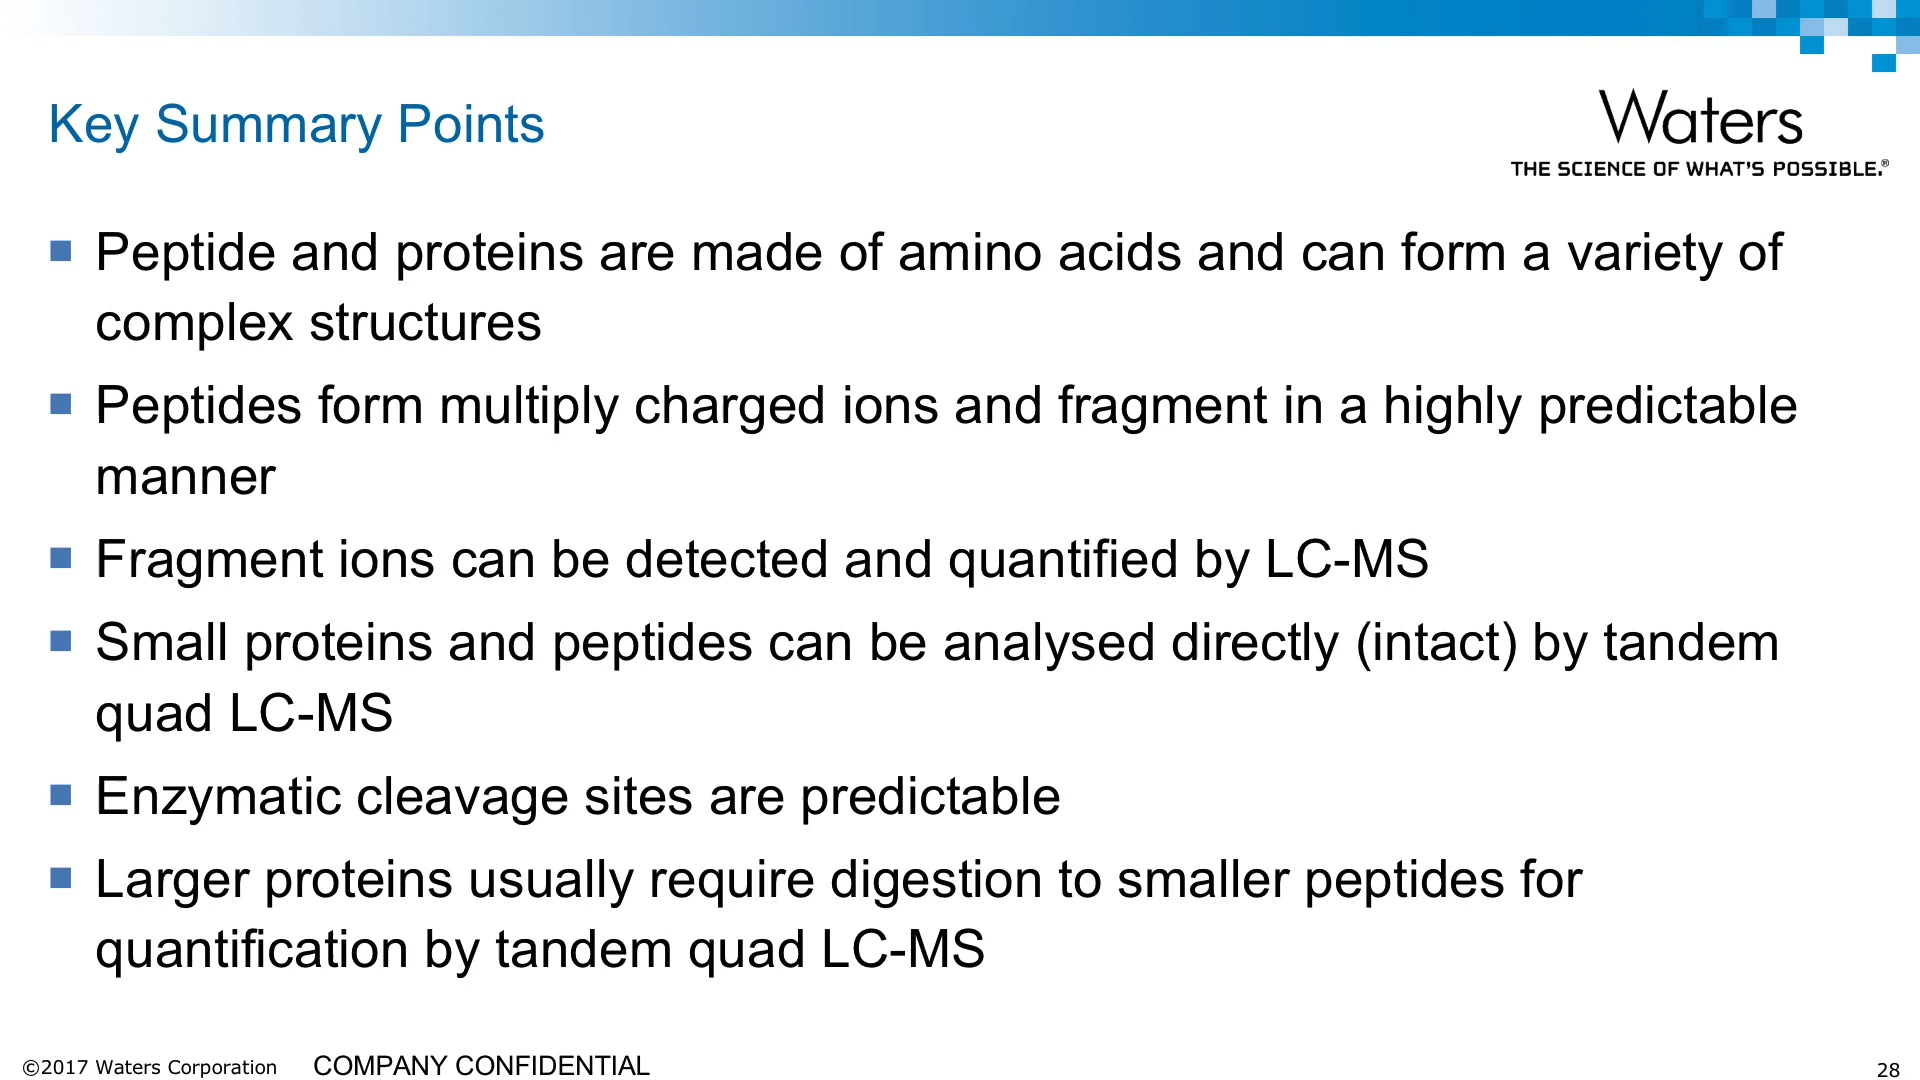 Key Summary Points
Waters
THE SCIENCE OF WHAT'S POSSIBLE.®
■ Peptide and proteins are made of amino acids and can form a variety of
complex structures
■ Peptides form multiply charged ions and fragment in a highly predictable
manner
■ Fragment ions can be detected and quantified by LC-MS
■ Small proteins and peptides can be analysed directly (intact) by tandem
quad LC-MS
■ Enzymatic cleavage sites are predictable
■ Larger proteins usually require digestion to smaller peptides for
quantification by tandem quad LC-MS
©2017 Waters Corporation COMPANY CONFIDENTIAL 28